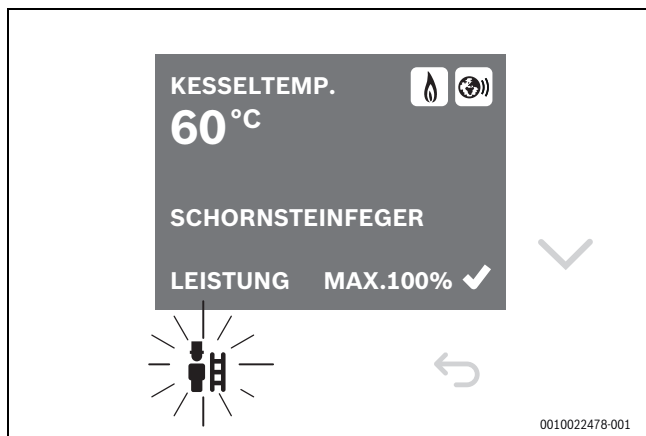 KESSELTEMP.
60°C
SCHORNSTEINFEGER
LEISTUNG MAX.100%
0010022478-001